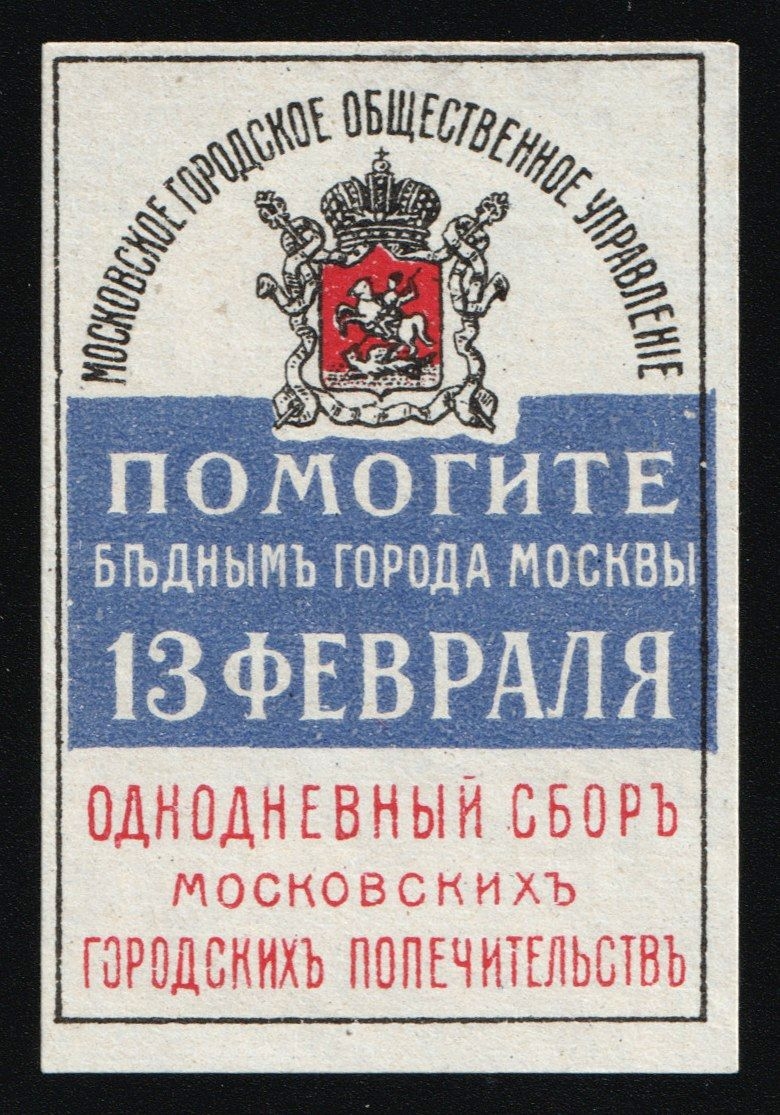 МОСКОВСКОЕ ГОРОДСКОЕ ОБЩЕСТВЕННОЕ УПРАВЛЕНІЕ
ПОМОГИТЕ
БѢДНЫМЪ ГОРОДА МОСКВЫ
13 ФЕВРАЛЯ
ОДНОДНЕВНЫЙ СБОРЪ
МОСКОВСКИХЪ
ГОРОДСКИХЪ ПОПЕЧИТЕЛЬСТВЪ